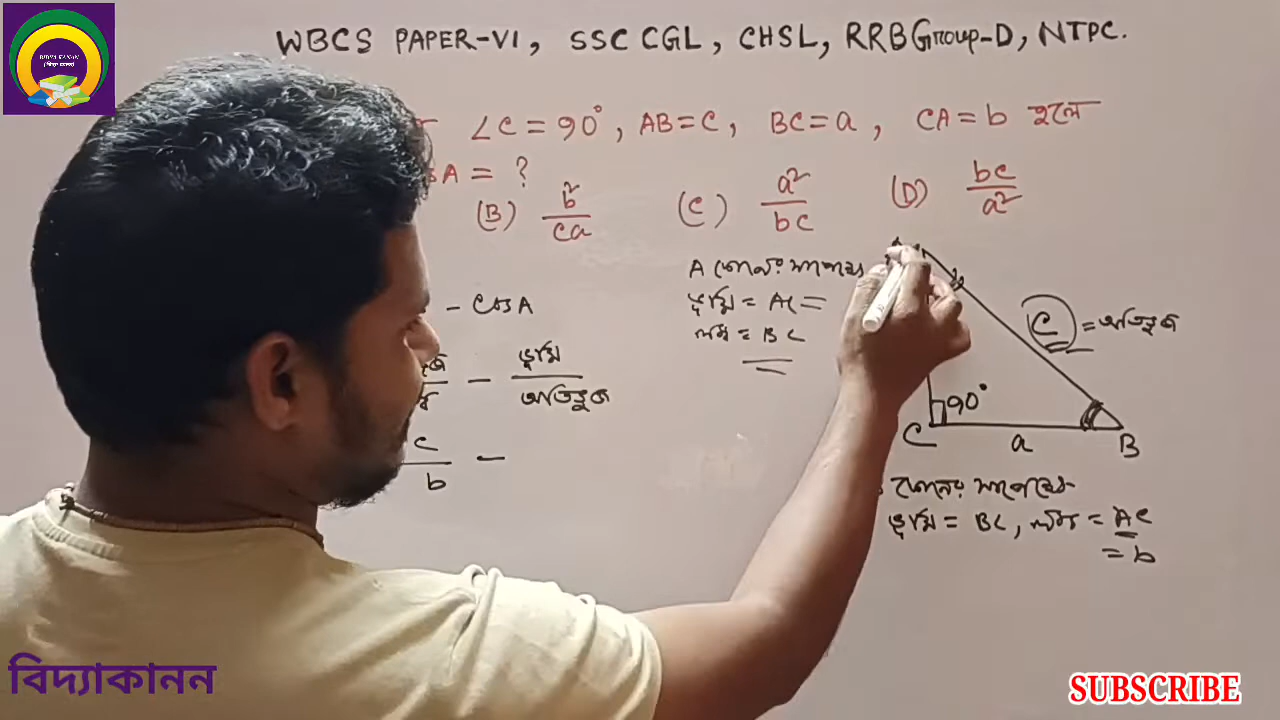 WBCS PAPER-VI, SSC CGL, CHSL, RRB Group-D, NTPC.
∠C = 90°, AB = c, BC = a, CA = b হলে
A = ?
(B) b²/ca (C) a²/bc (D) bc/a²
A কোনের সাপেক্ষে
ভূমি = AC =
লম্ব = BC
- cosA
- ভূমি/অতিভুজ
c/b -
c = অতিভুজ
90°
C a B
কোনের সাপেক্ষে
ভূমি = BC, লম্ব = AC
= b
বিদ্যাকানন
SUBSCRIBE